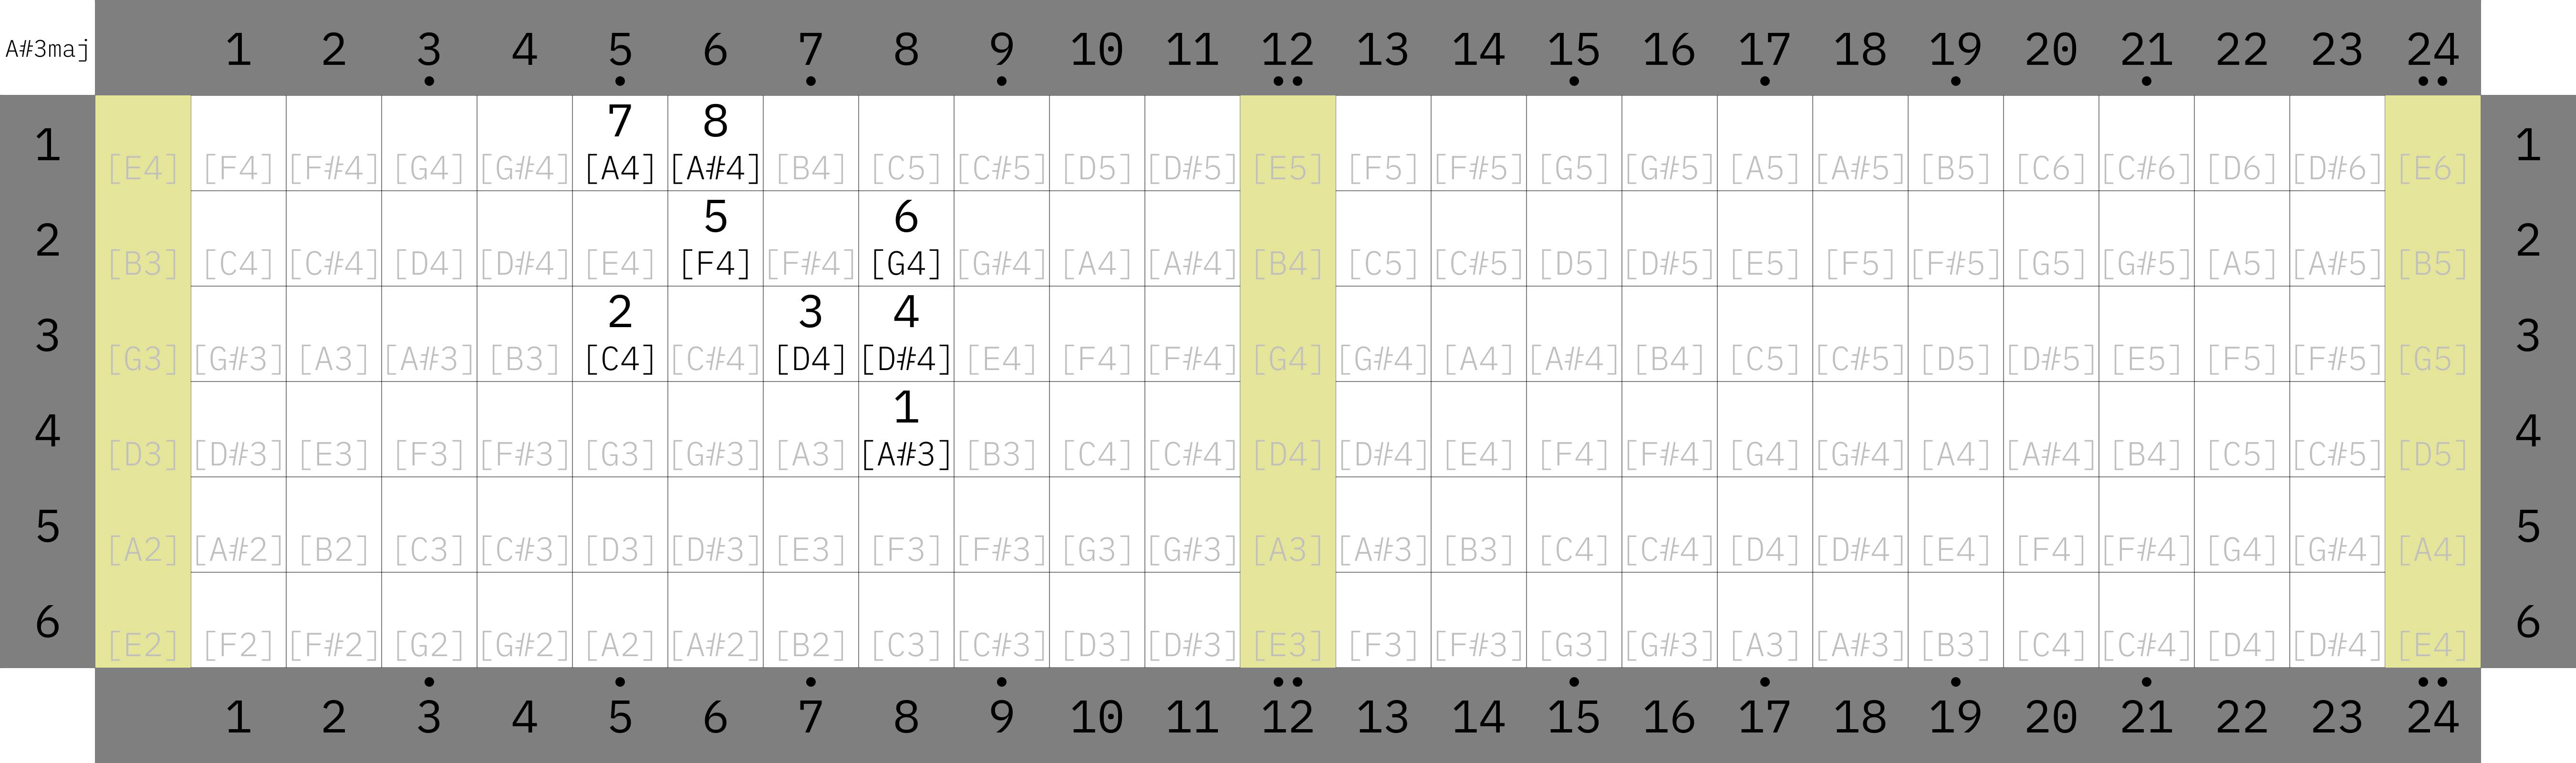 A#3maj 1 2 3 4 5 6 7 8 9 10 11 12 13 14 15 16 17 18 19 20 21 22 23 24
7 8
1 1
[E4] [F4] [F#4] [G4] [G#4] [A4] [A#4] [B4] [C5] [C#5] [D5] [D#5] [E5] [F5] [F#5] [G5] [G#5] [A5] [A#5] [B5] [C6] [C#6] [D6] [D#6] [E6]
5 6
2 2
[B3] [C4] [C#4] [D4] [D#4] [E4] [F4] [F#4] [G4] [G#4] [A4] [A#4] [B4] [C5] [C#5] [D5] [D#5] [E5] [F5] [F#5] [G5] [G#5] [A5] [A#5] [B5]
2 3 4
3 3
[G3] [G#3] [A3] [A#3] [B3] [C4] [C#4] [D4] [D#4] [E4] [F4] [F#4] [G4] [G#4] [A4] [A#4] [B4] [C5] [C#5] [D5] [D#5] [E5] [F5] [F#5] [G5]
1
4 4
[D3] [D#3] [E3] [F3] [F#3] [G3] [G#3] [A3] [A#3] [B3] [C4] [C#4] [D4] [D#4] [E4] [F4] [F#4] [G4] [G#4] [A4] [A#4] [B4] [C5] [C#5] [D5]
5 5
[A2] [A#2] [B2] [C3] [C#3] [D3] [D#3] [E3] [F3] [F#3] [G3] [G#3] [A3] [A#3] [B3] [C4] [C#4] [D4] [D#4] [E4] [F4] [F#4] [G4] [G#4] [A4]
6 6
[E2] [F2] [F#2] [G2] [G#2] [A2] [A#2] [B2] [C3] [C#3] [D3] [D#3] [E3] [F3] [F#3] [G3] [G#3] [A3] [A#3] [B3] [C4] [C#4] [D4] [D#4] [E4]
1 2 3 4 5 6 7 8 9 10 11 12 13 14 15 16 17 18 19 20 21 22 23 24